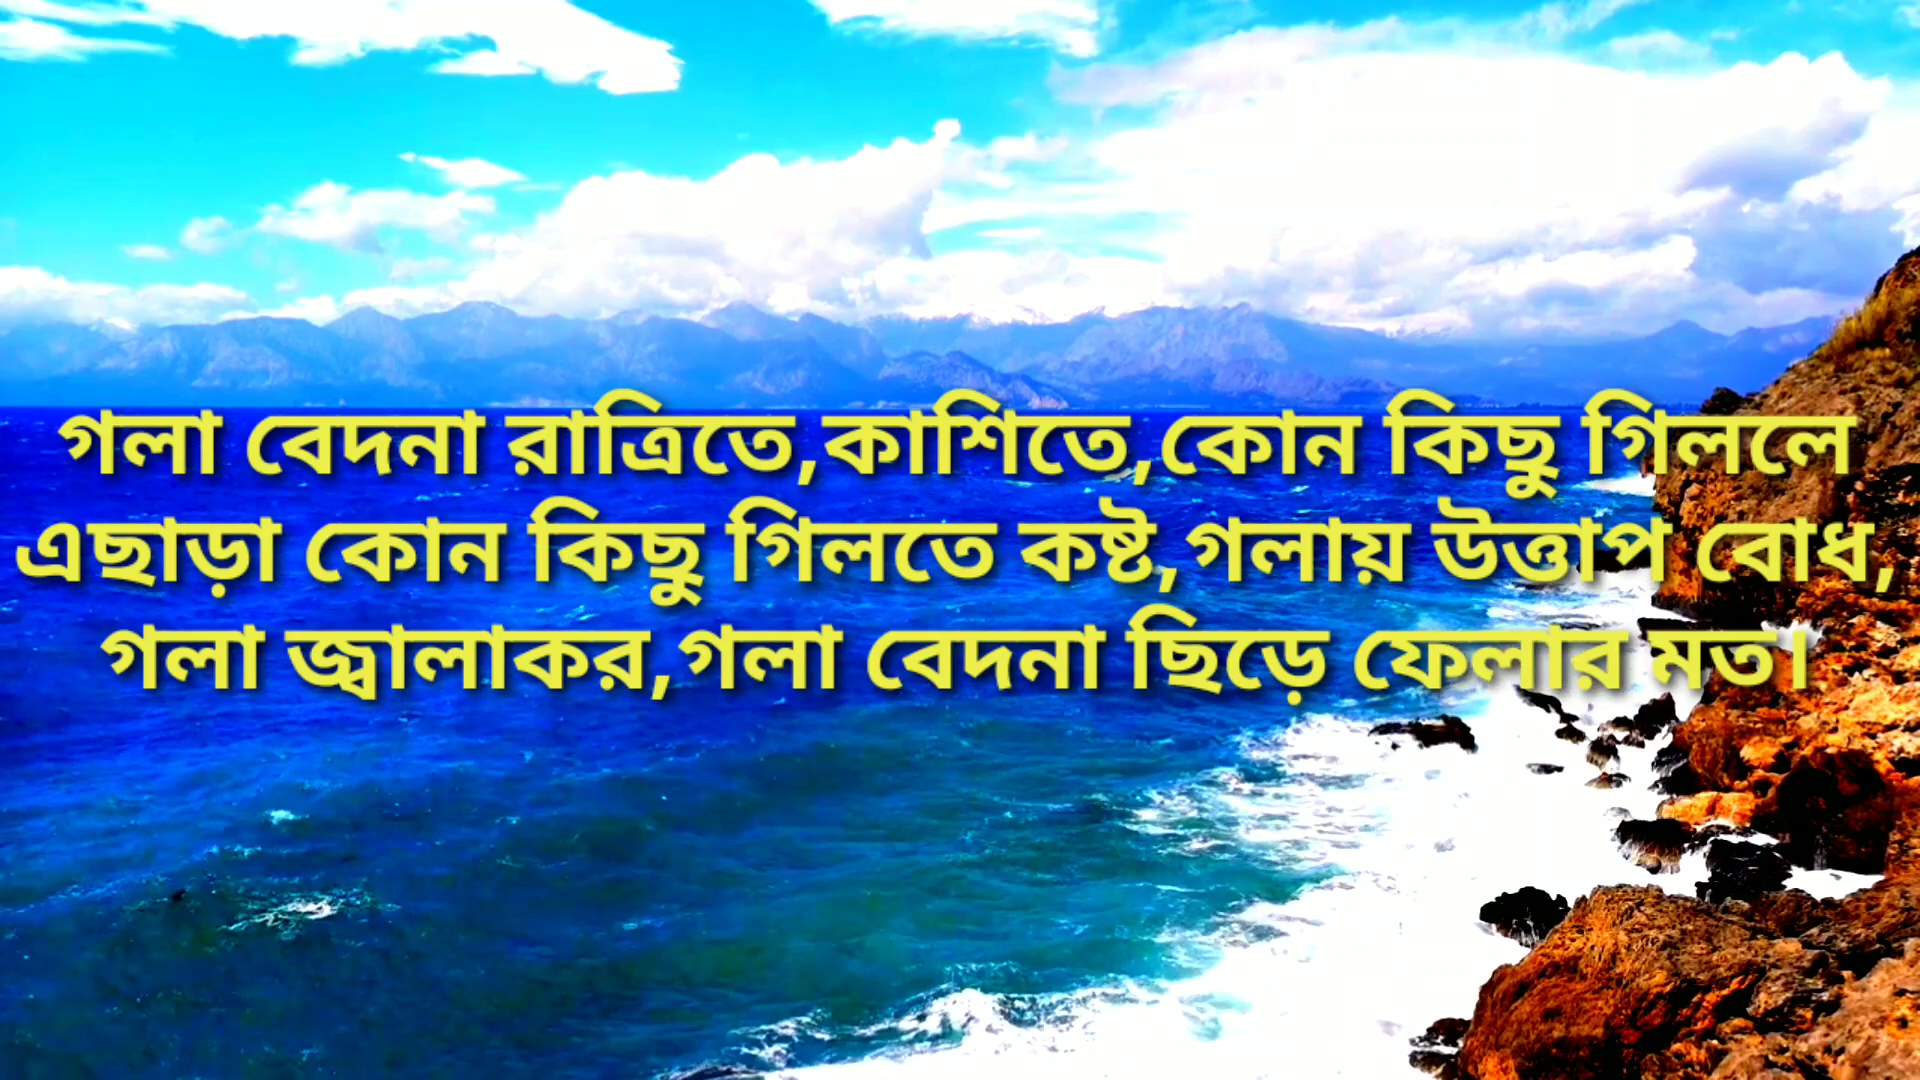 গলা বেদনা রাত্রিতে,কাশিতে,কোন কিছু গিললে
এছাড়া কোন কিছু গিলতে কষ্ট,গলায় উত্তাপ বোধ,
গলা জ্বালাকর,গলা বেদনা ছিড়ে ফেলার মত।